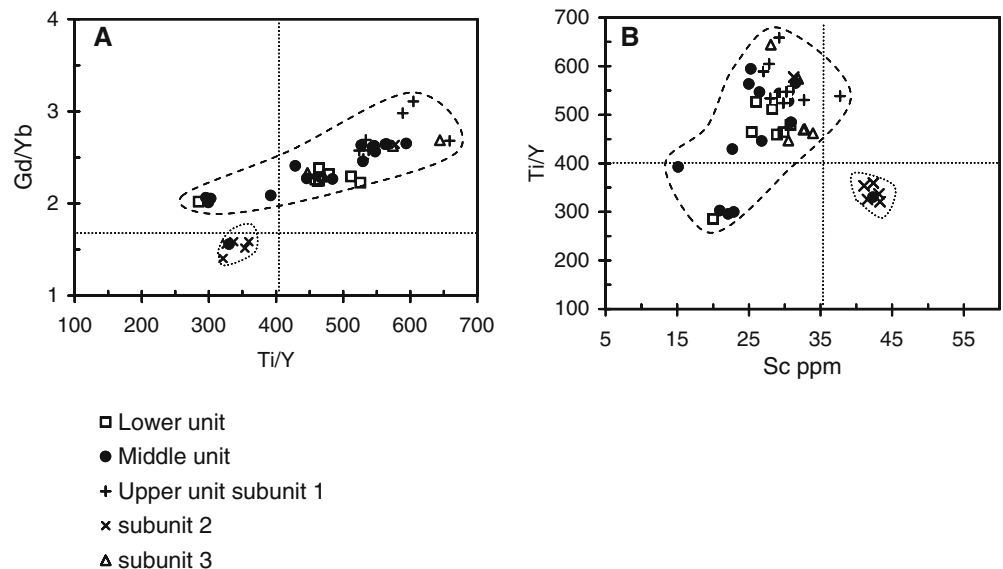 A
4
3
2
1
Gd/Yb
100 200 300 400 500 600 700
Ti/Y
B
700
600
500
400
300
200
100
Ti/Y
5 15 25 35 45 55
Sc ppm
Lower unit
Middle unit
Upper unit subunit 1
subunit 2
subunit 3